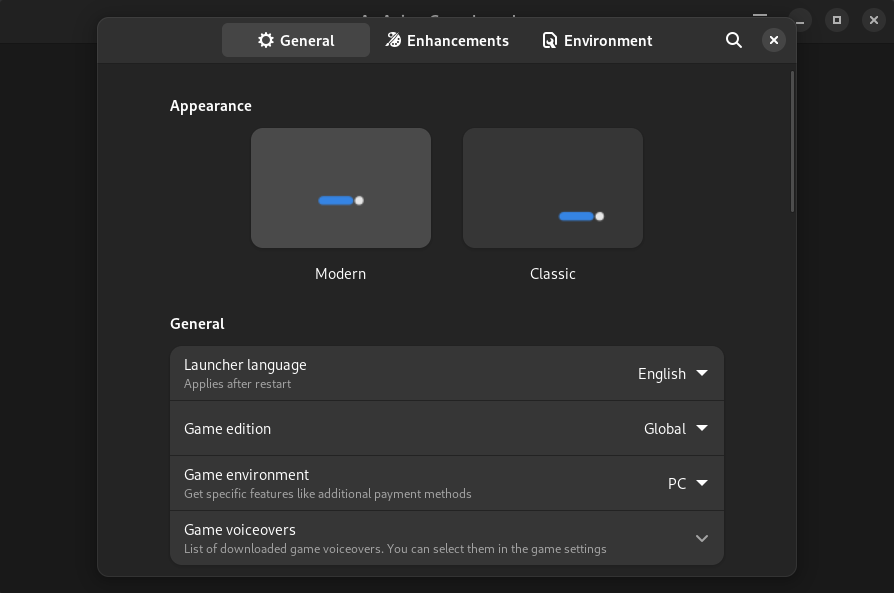 General
Enhancements
Environment
Appearance
Modern
Classic
General
Launcher language
Applies after restart
English
Game edition
Global
Game environment
Get specific features like additional payment methods
PC
Game voiceovers
List of downloaded game voiceovers. You can select them in the game settings